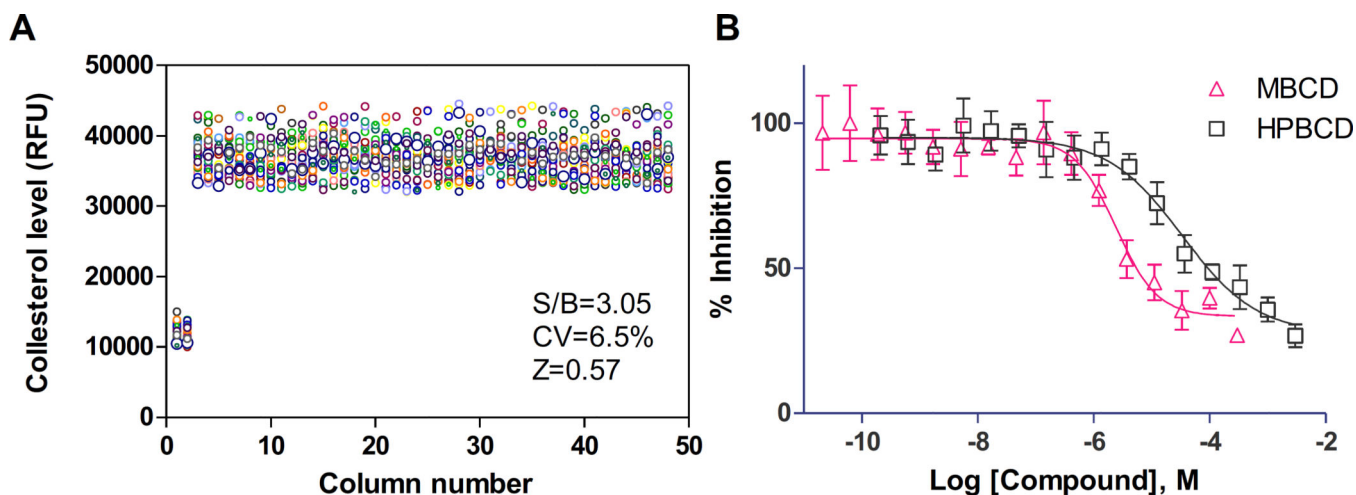 A
Collesterol level (RFU)
50000
40000
30000
20000
10000
0
S/B=3.05
CV=6.5%
Z=0.57
0 10 20 30 40 50
Column number
B
% Inhibition
100
50
0
MBCD
HPBCD
-10 -8 -6 -4 -2
Log [Compound], M